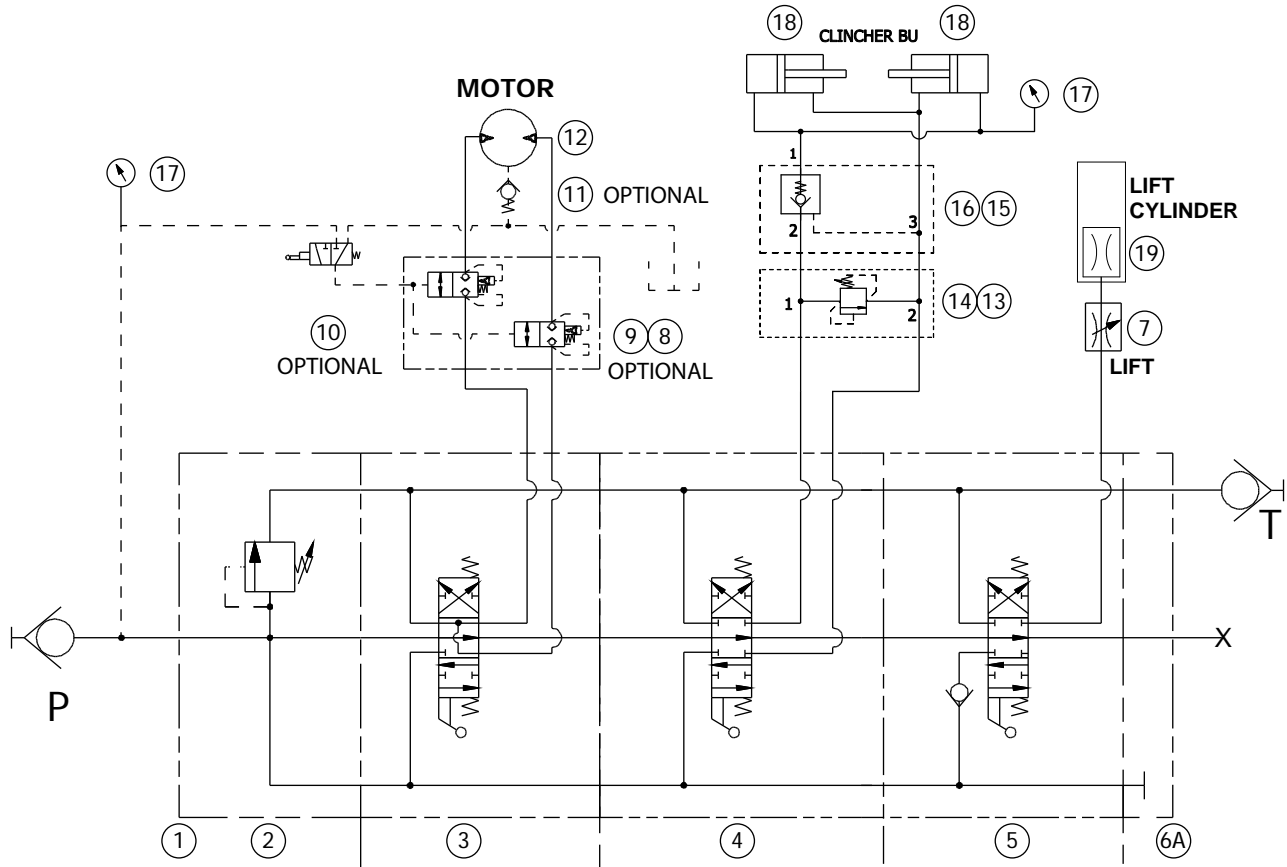 18
18
CLINCHER BU
MOTOR
17
12
17
11 OPTIONAL
1
16 15
2
3
LIFT
CYLINDER
19
1
2
14 13
7
LIFT
10
OPTIONAL
9 8
OPTIONAL
T
X
P
1
2
3
4
5
6A